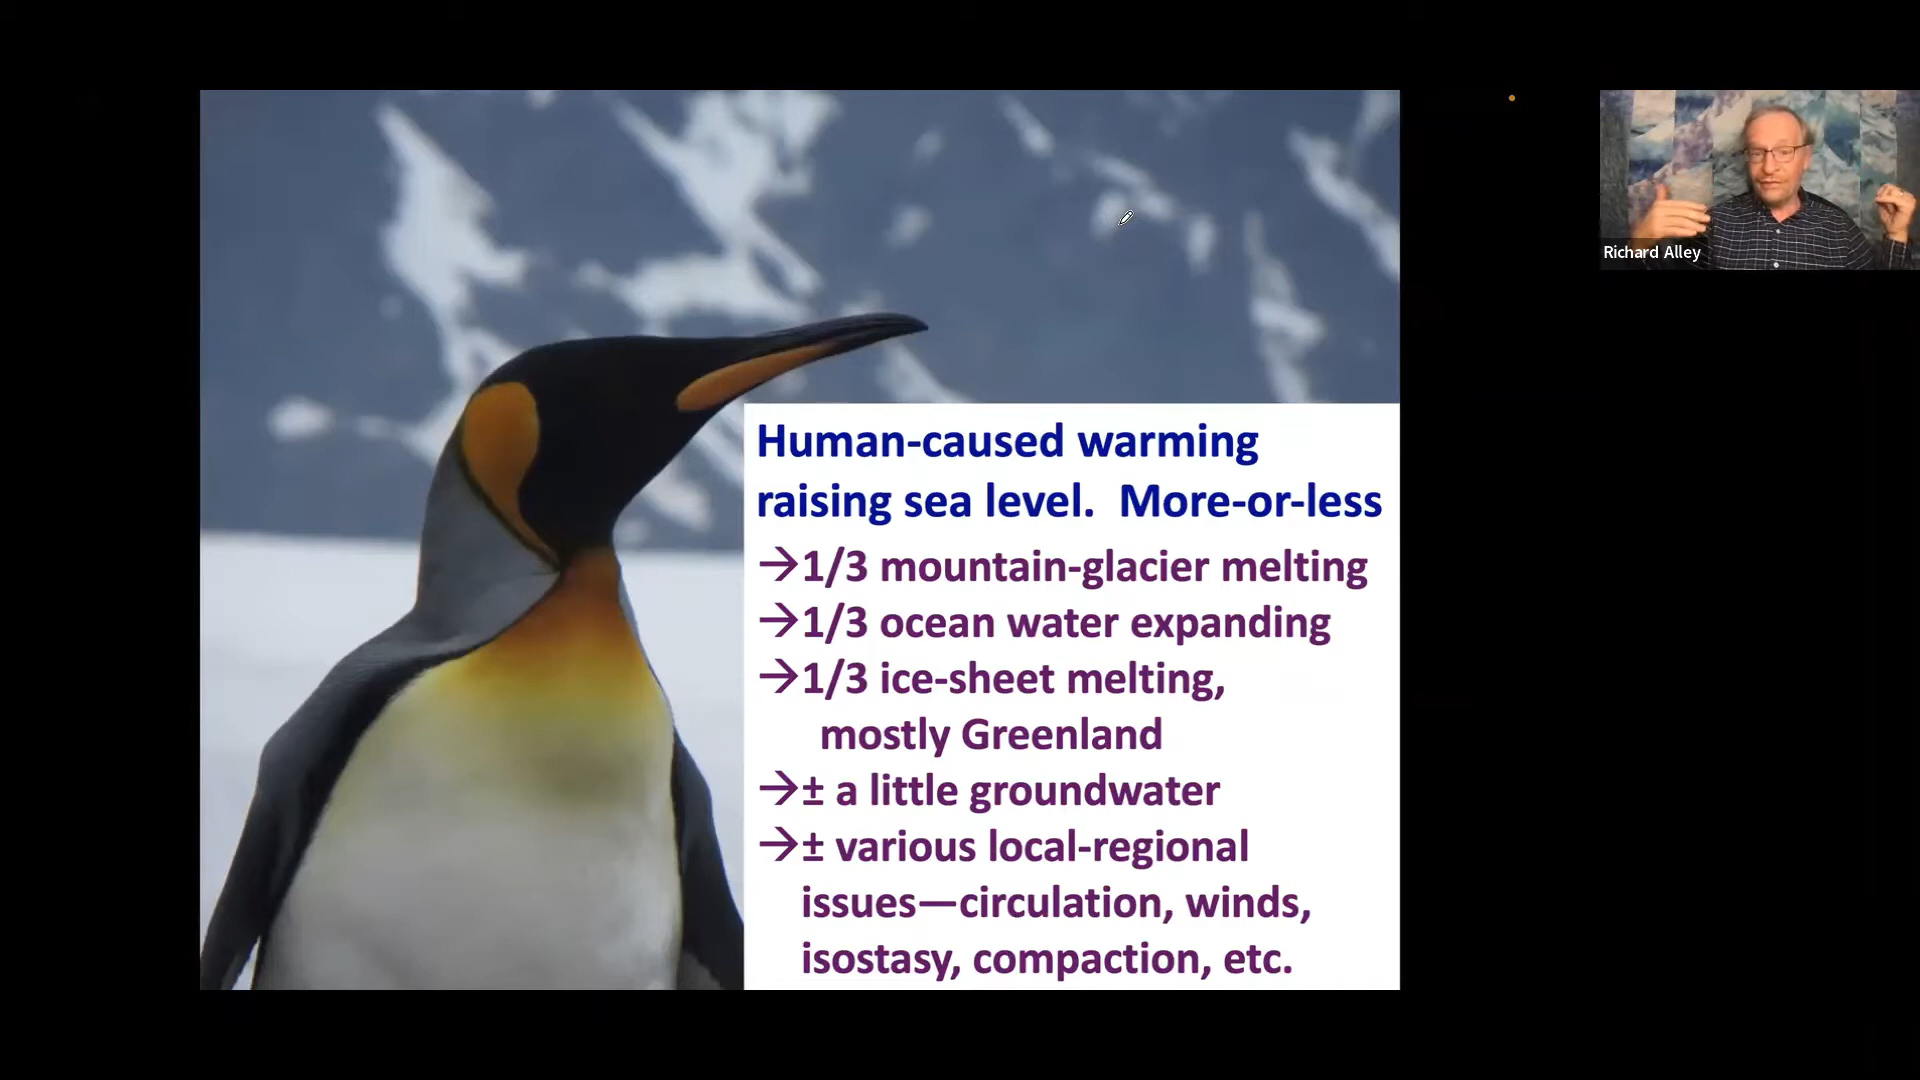 Human-caused warming
raising sea level.  More-or-less
→1/3 mountain-glacier melting
→1/3 ocean water expanding
→1/3 ice-sheet melting,
mostly Greenland
→± a little groundwater
→± various local-regional
issues—circulation, winds,
isostasy, compaction, etc.
Richard Alley